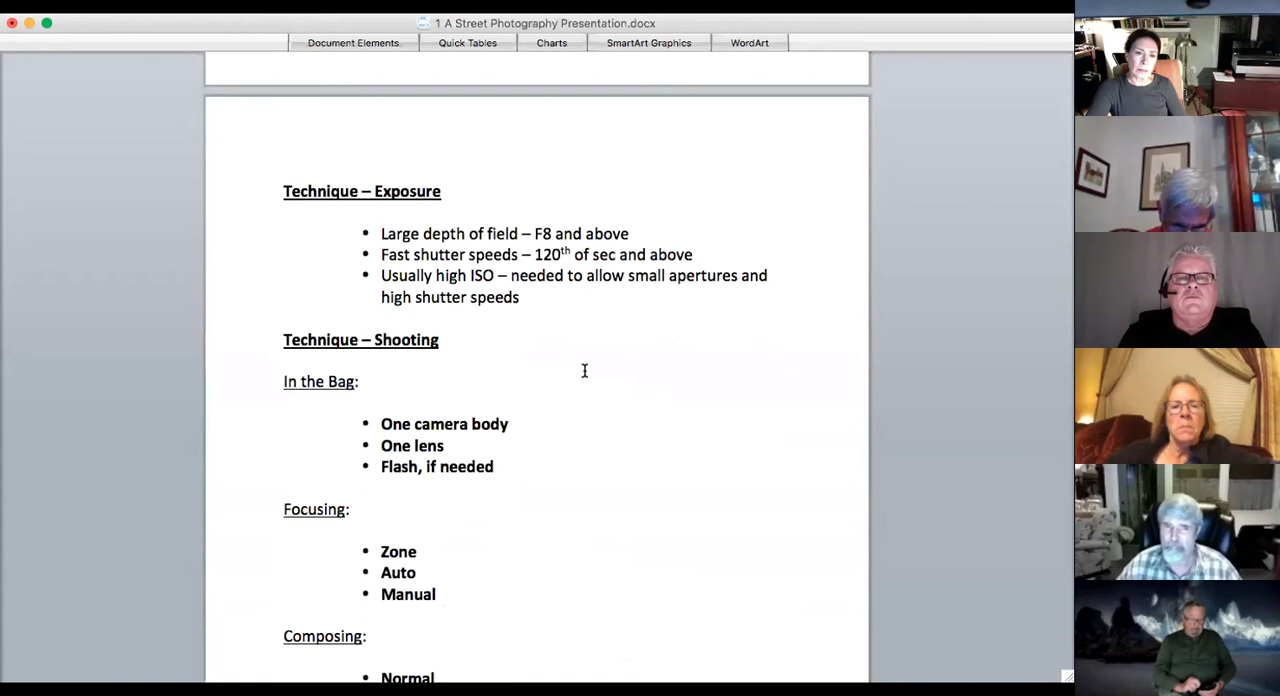 1 A Street Photography Presentation.docx
Document Elements Quick Tables Charts SmartArt Graphics WordArt
Technique – Exposure
• Large depth of field – F8 and above
• Fast shutter speeds – 120th of sec and above
• Usually high ISO – needed to allow small apertures and
high shutter speeds
Technique – Shooting
In the Bag:
• One camera body
• One lens
• Flash, if needed
Focusing:
• Zone
• Auto
• Manual
Composing:
• Normal